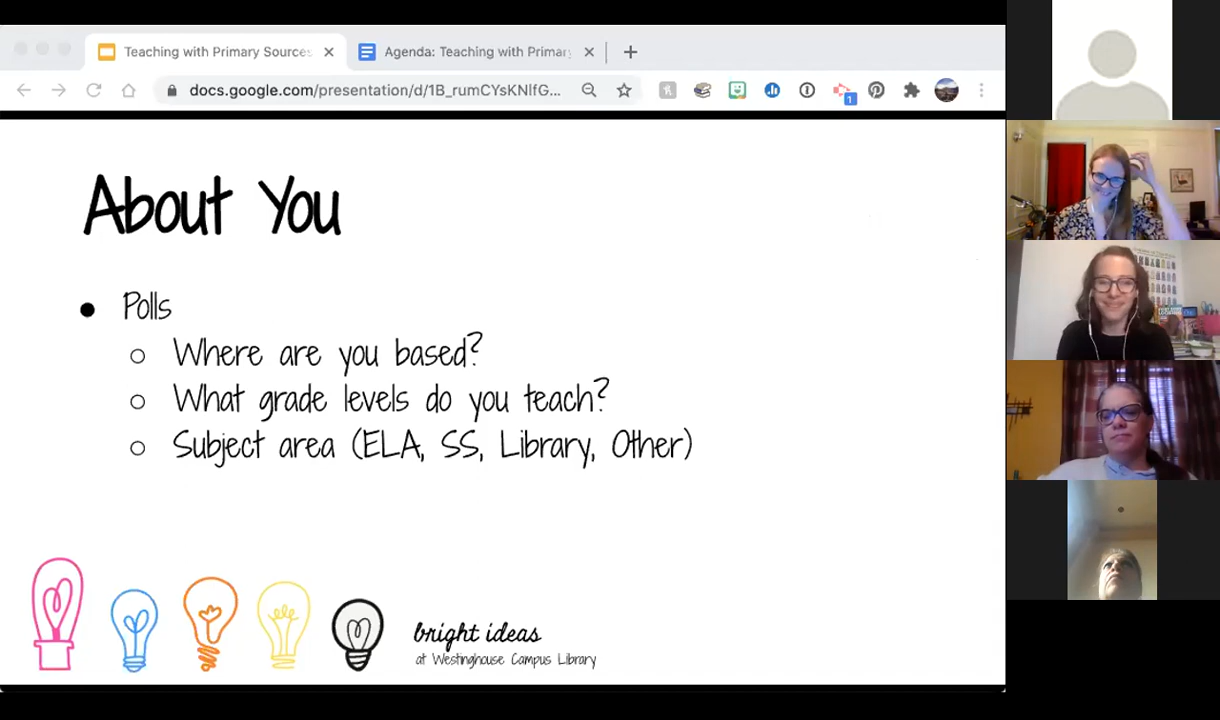 Teaching with Primary Sources
Agenda: Teaching with Primar
docs.google.com/presentation/d/1B_rumCYsKNlfG...
1
About You
● Polls
○ Where are you based?
○ What grade levels do you teach?
○ Subject area (ELA, SS, Library, Other)
bright ideas
at Westinghouse Campus Library